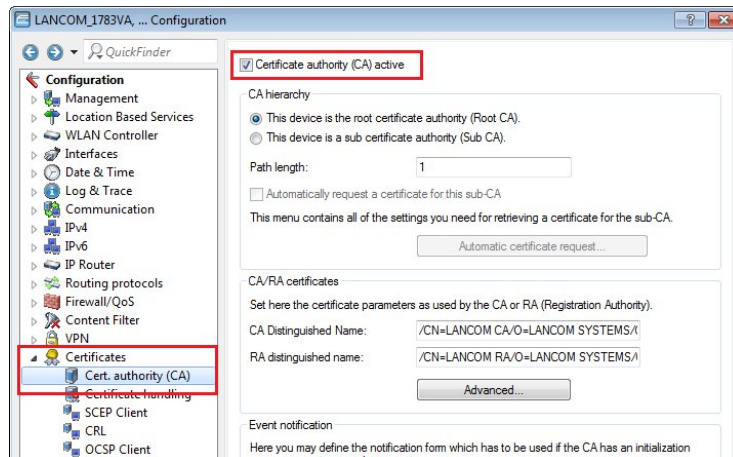 LANCOM_1783VA, ... Configuration
QuickFinder
Configuration
Management
Location Based Services
WLAN Controller
Interfaces
Date & Time
Log & Trace
Communication
IPv4
IPv6
IP Router
Routing protocols
Firewall/QoS
Content Filter
VPN
Certificates
Cert. authority (CA)
Certificate handling
SCEP Client
CRL
OCSP Client
Certificate authority (CA) active
CA hierarchy
This device is the root certificate authority (Root CA).
This device is a sub certificate authority (Sub CA).
Path length: 1
Automatically request a certificate for this sub-CA
This menu contains all of the settings you need for retrieving a certificate for the sub-CA.
Automatic certificate request...
CA/RA certificates
Set here the certificate parameters as used by the CA or RA (Registration Authority).
CA Distinguished Name: /CN=LANCOM CA/O=LANCOM SYSTEMS/
RA distinguished name: /CN=LANCOM RA/O=LANCOM SYSTEMS/
Advanced...
Event notification
Here you may define the notification form which has to be used if the CA has an initialization